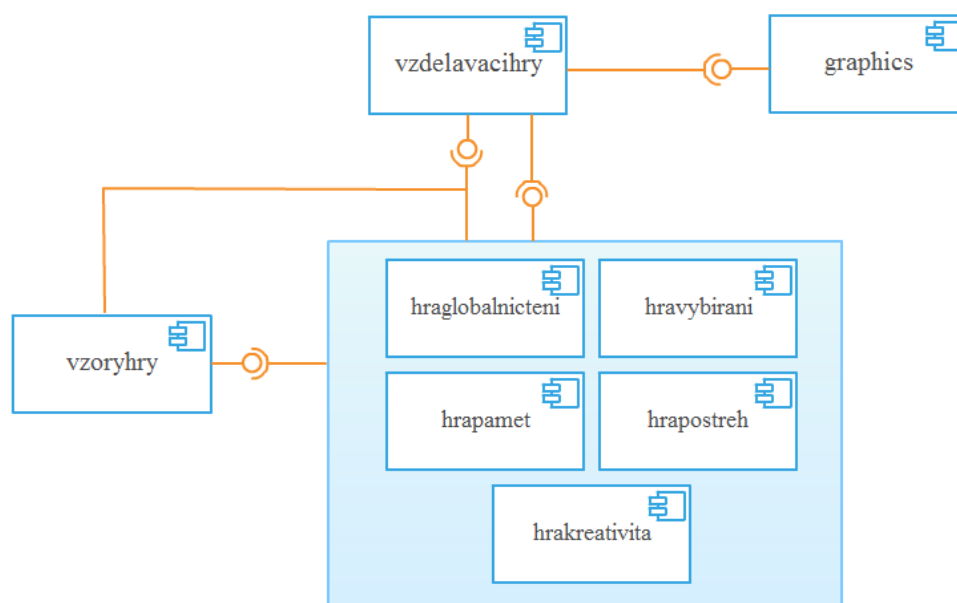 vzdelavacihry
graphics
hraglobalnicteni
hravybirani
vzoryhry
hrapamet
hrapostreh
hrakreativita